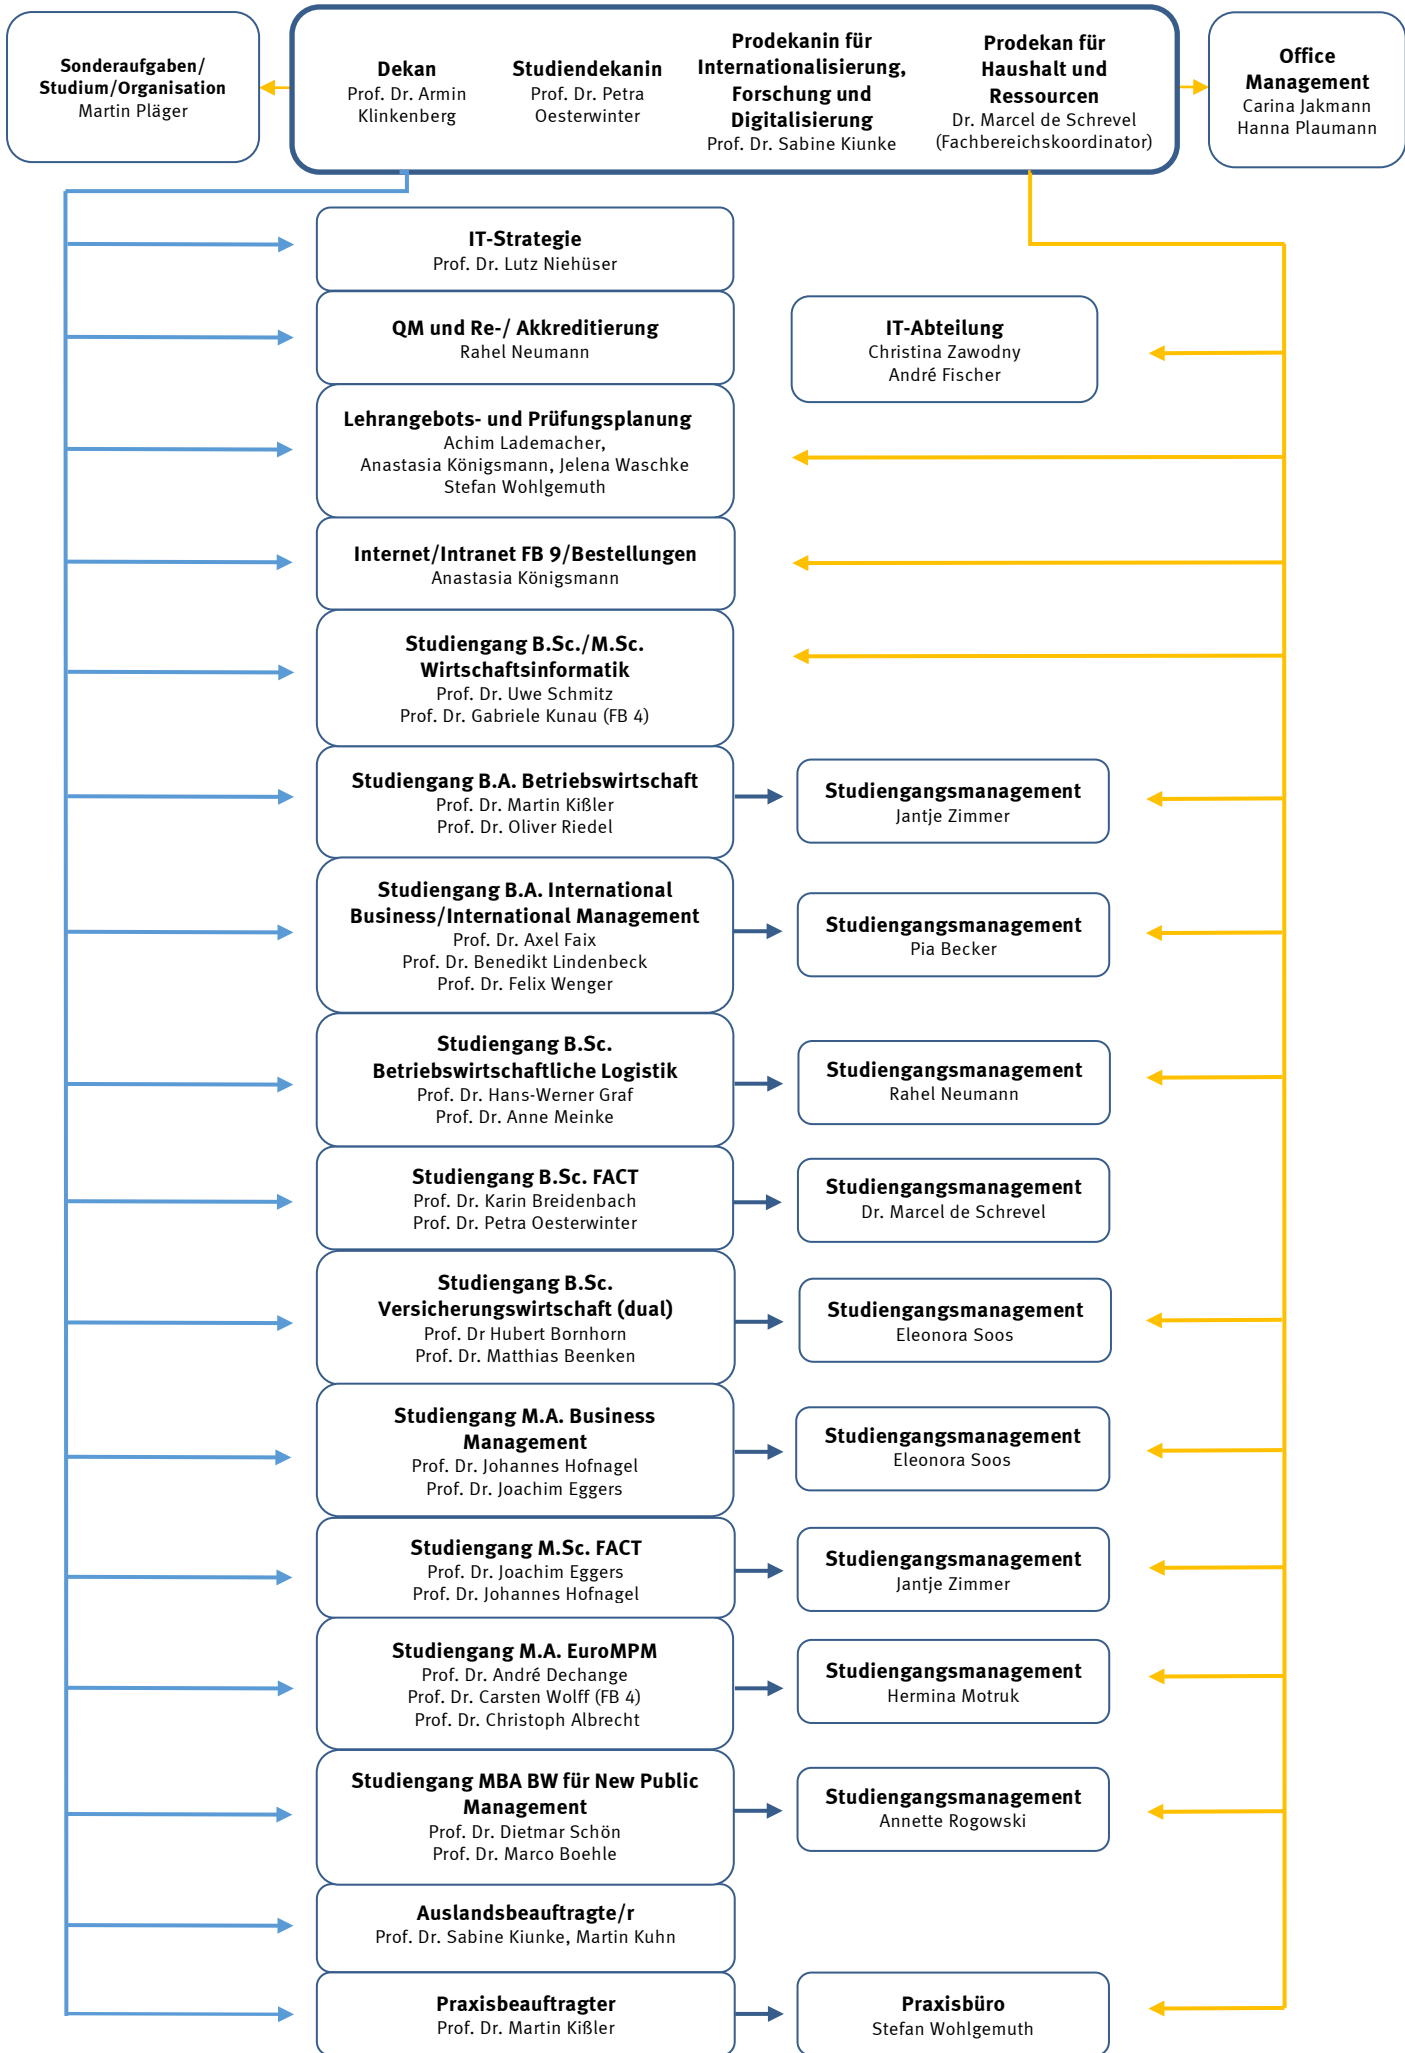 Sonderaufgaben/
Studium/Organisation
Martin Pläger
Dekan
Prof. Dr. Armin
Klinkenberg
Studiendekanin
Prof. Dr. Petra
Oesterwinter
Prodekanin für
Internationalisierung,
Forschung und
Digitalisierung
Prof. Dr. Sabine Kiunke
Prodekan für
Haushalt und
Ressourcen
Dr. Marcel de Schrevel
(Fachbereichskoordinator)
Office
Management
Carina Jakmann
Hanna Plaumann
IT-Strategie
Prof. Dr. Lutz Niehüser
QM und Re-/ Akkreditierung
Rahel Neumann
IT-Abteilung
Christina Zawodny
André Fischer
Lehrangebots- und Prüfungsplanung
Achim Lademacher,
Anastasia Königsmann, Jelena Waschke
Stefan Wohlgemuth
Internet/Intranet FB 9/Bestellungen
Anastasia Königsmann
Studiengang B.Sc./M.Sc.
Wirtschaftsinformatik
Prof. Dr. Uwe Schmitz
Prof. Dr. Gabriele Kunau (FB 4)
Studiengang B.A. Betriebswirtschaft
Prof. Dr. Martin Kißler
Prof. Dr. Oliver Riedel
Studiengangsmanagement
Jantje Zimmer
Studiengang B.A. International
Business/International Management
Prof. Dr. Axel Faix
Prof. Dr. Benedikt Lindenbeck
Prof. Dr. Felix Wenger
Studiengangsmanagement
Pia Becker
Studiengang B.Sc.
Betriebswirtschaftliche Logistik
Prof. Dr. Hans-Werner Graf
Prof. Dr. Anne Meinke
Studiengangsmanagement
Rahel Neumann
Studiengang B.Sc. FACT
Prof. Dr. Karin Breidenbach
Prof. Dr. Petra Oesterwinter
Studiengangsmanagement
Dr. Marcel de Schrevel
Studiengang B.Sc.
Versicherungswirtschaft (dual)
Prof. Dr Hubert Bornhorn
Prof. Dr. Matthias Beenken
Studiengangsmanagement
Eleonora Soos
Studiengang M.A. Business
Management
Prof. Dr. Johannes Hofnagel
Prof. Dr. Joachim Eggers
Studiengangsmanagement
Eleonora Soos
Studiengang M.Sc. FACT
Prof. Dr. Joachim Eggers
Prof. Dr. Johannes Hofnagel
Studiengangsmanagement
Jantje Zimmer
Studiengang M.A. EuroMPM
Prof. Dr. André Dechange
Prof. Dr. Carsten Wolff (FB 4)
Prof. Dr. Christoph Albrecht
Studiengangsmanagement
Hermina Motruk
Studiengang MBA BW für New Public
Management
Prof. Dr. Dietmar Schön
Prof. Dr. Marco Boehle
Studiengangsmanagement
Annette Rogowski
Auslandsbeauftragte/r
Prof. Dr. Sabine Kiunke, Martin Kuhn
Praxisbeauftragter
Prof. Dr. Martin Kißler
Praxisbüro
Stefan Wohlgemuth